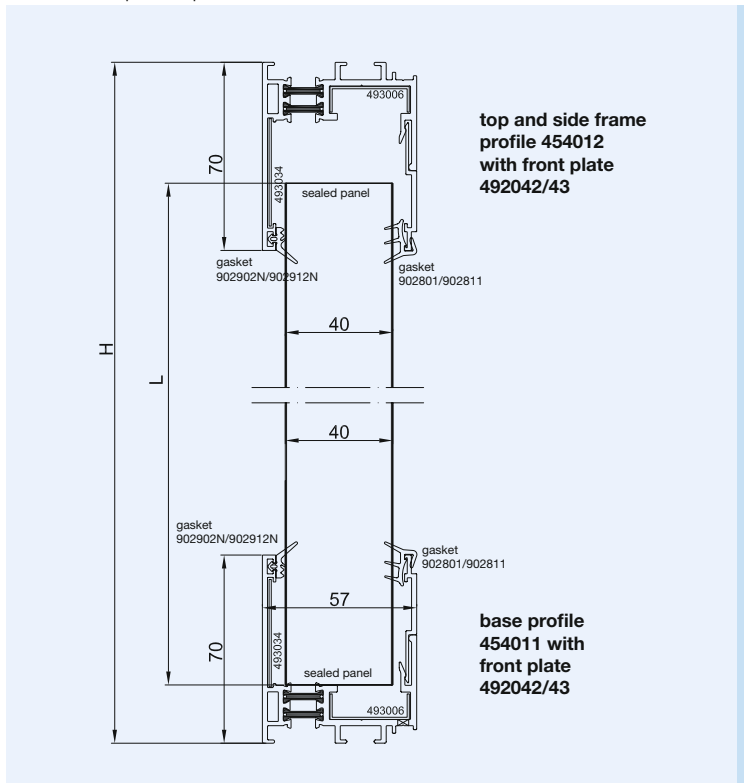 70
493006
top and side frame
profile 454012
with front plate
492042/43
493034
sealed panel
gasket
902902N/902912N
gasket
902801/902811
40
H
L
40
gasket
902902N/902912N
gasket
902801/902811
57
70
493034
base profile
454011 with
front plate
492042/43
sealed panel
493006